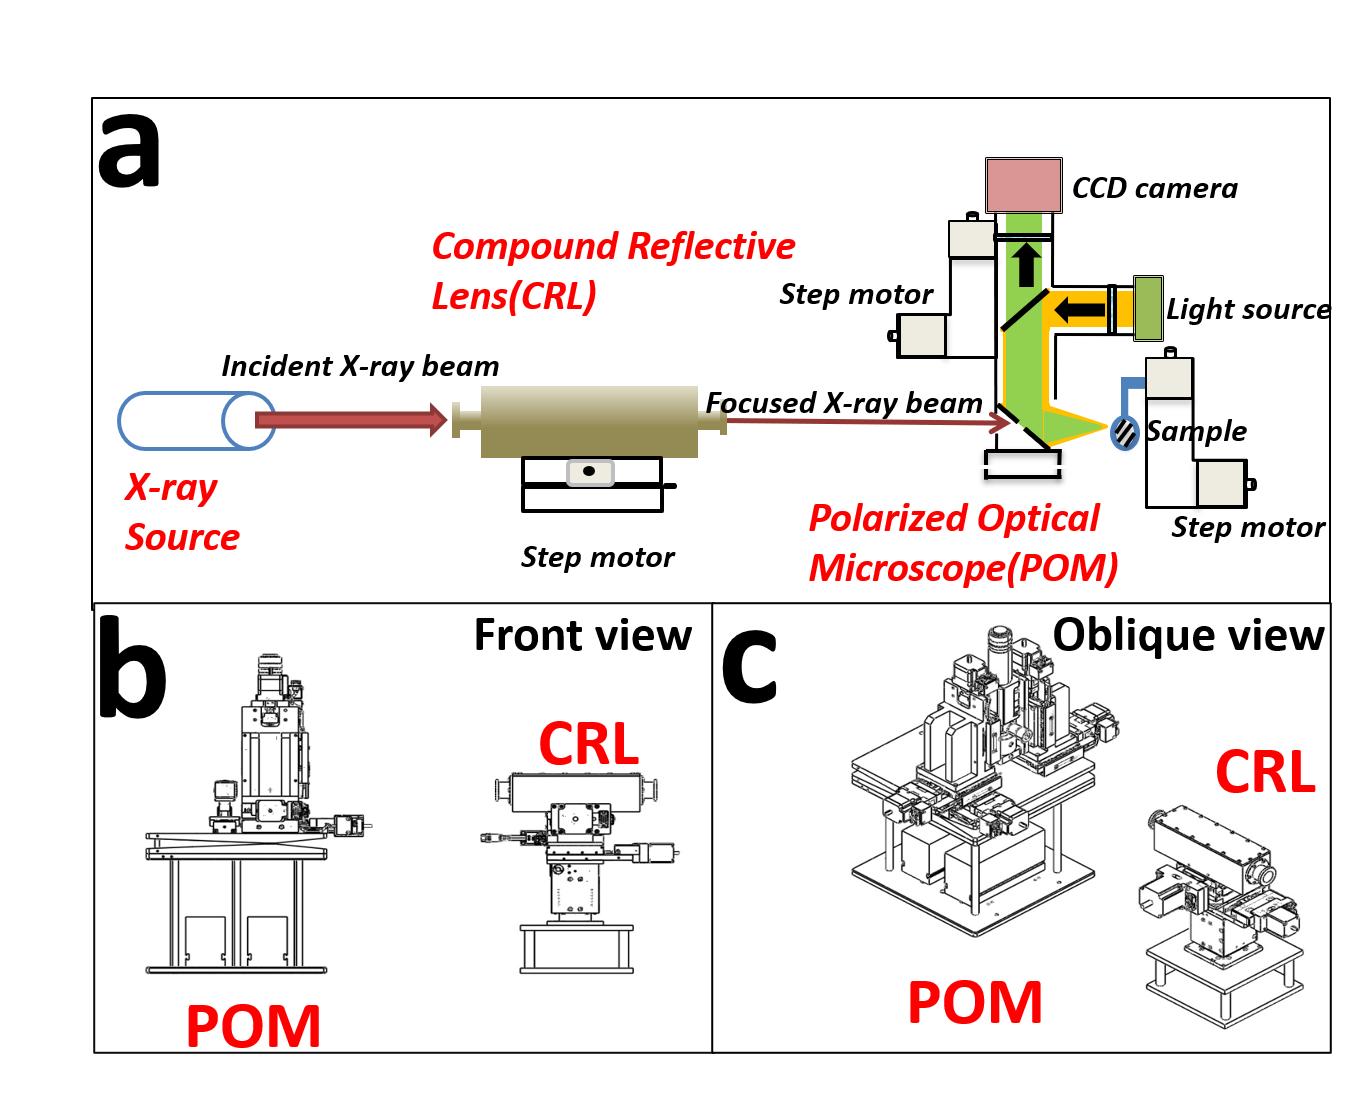 a
CCD camera
Compound Reflective
Lens(CRL)
Step motor
Light source
Incident X-ray beam
Focused X-ray beam
Sample
X-ray
Source
Polarized Optical
Microscope(POM)
Step motor
Step motor
b
Front view
CRL
POM
c
Oblique view
CRL
POM